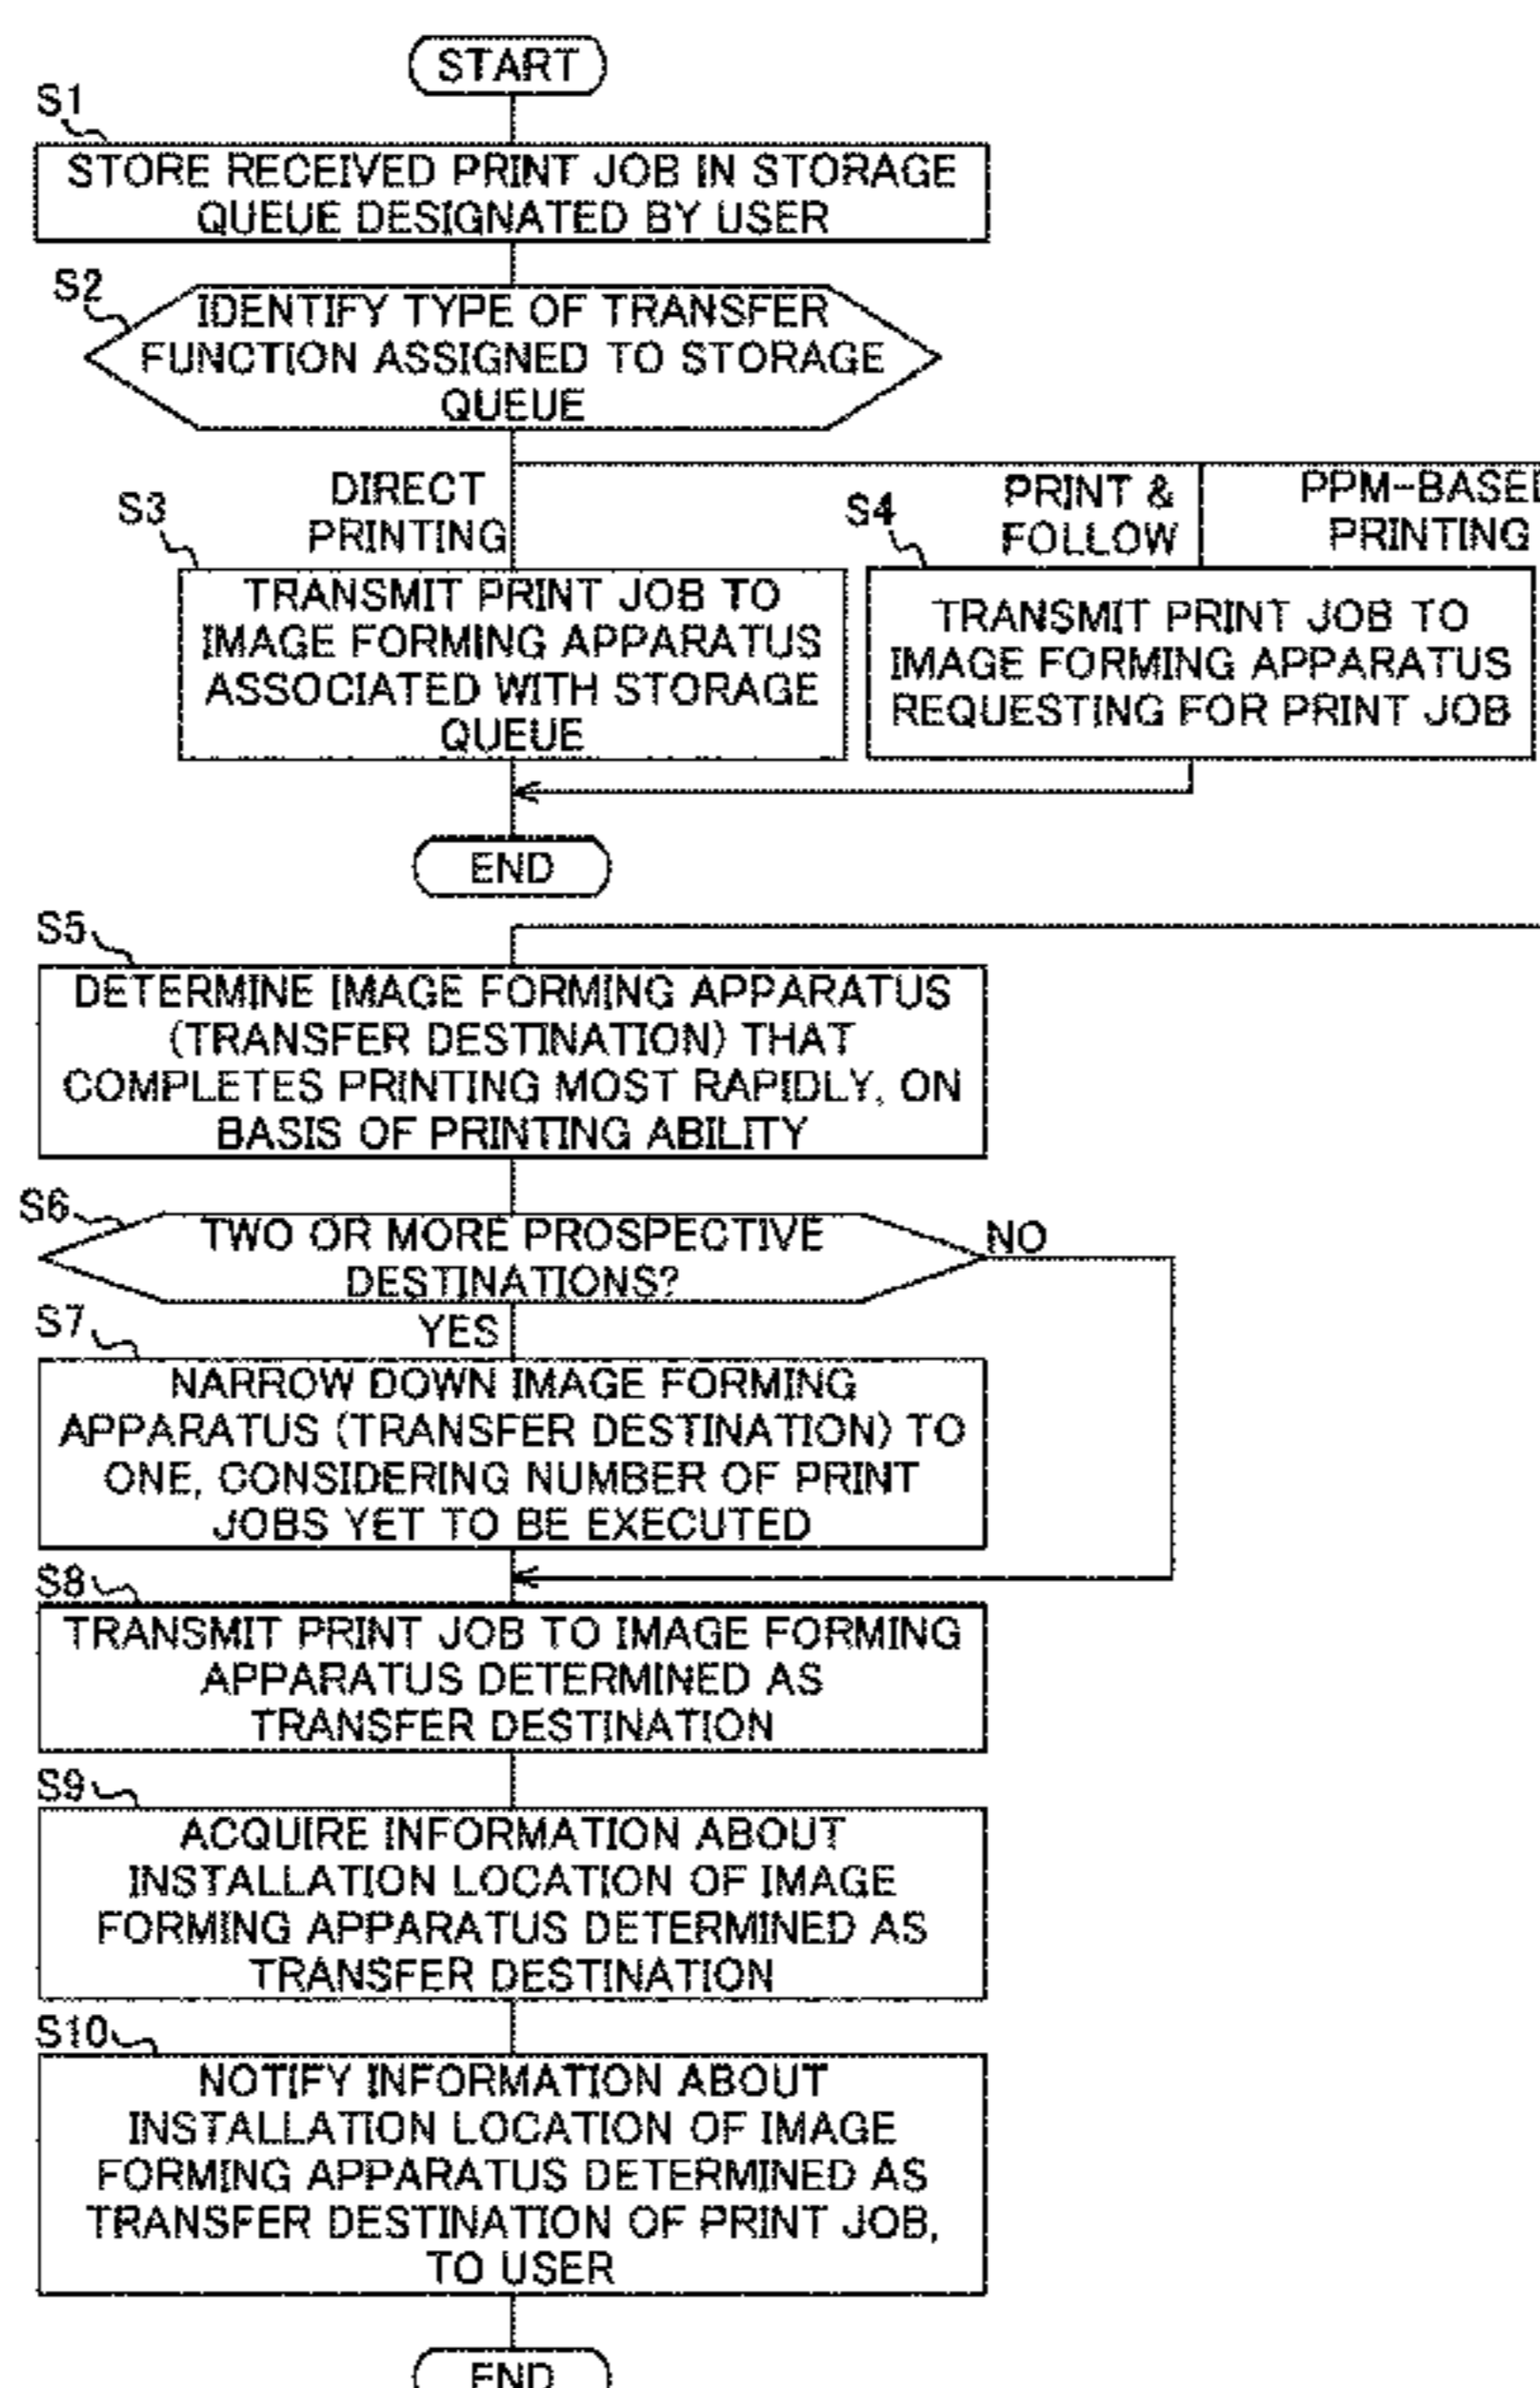 START
S1
STORE RECEIVED PRINT JOB IN STORAGE
QUEUE DESIGNATED BY USER
S2
IDENTIFY TYPE OF TRANSFER
FUNCTION ASSIGNED TO STORAGE
QUEUE
DIRECT
PRINTING
PRINT &
FOLLOW
PPM-BASED
PRINTING
S3
TRANSMIT PRINT JOB TO
IMAGE FORMING APPARATUS
ASSOCIATED WITH STORAGE
QUEUE
S4
TRANSMIT PRINT JOB TO
IMAGE FORMING APPARATUS
REQUESTING FOR PRINT JOB
END
S5
DETERMINE IMAGE FORMING APPARATUS
(TRANSFER DESTINATION) THAT
COMPLETES PRINTING MOST RAPIDLY, ON
BASIS OF PRINTING ABILITY
S6
TWO OR MORE PROSPECTIVE
DESTINATIONS?
NO
YES
S7
NARROW DOWN IMAGE FORMING
APPARATUS (TRANSFER DESTINATION) TO
ONE, CONSIDERING NUMBER OF PRINT
JOBS YET TO BE EXECUTED
S8
TRANSMIT PRINT JOB TO IMAGE FORMING
APPARATUS DETERMINED AS
TRANSFER DESTINATION
S9
ACQUIRE INFORMATION ABOUT
INSTALLATION LOCATION OF IMAGE
FORMING APPARATUS DETERMINED AS
TRANSFER DESTINATION
S10
NOTIFY INFORMATION ABOUT
INSTALLATION LOCATION OF IMAGE
FORMING APPARATUS DETERMINED AS
TRANSFER DESTINATION OF PRINT JOB,
TO USER
END